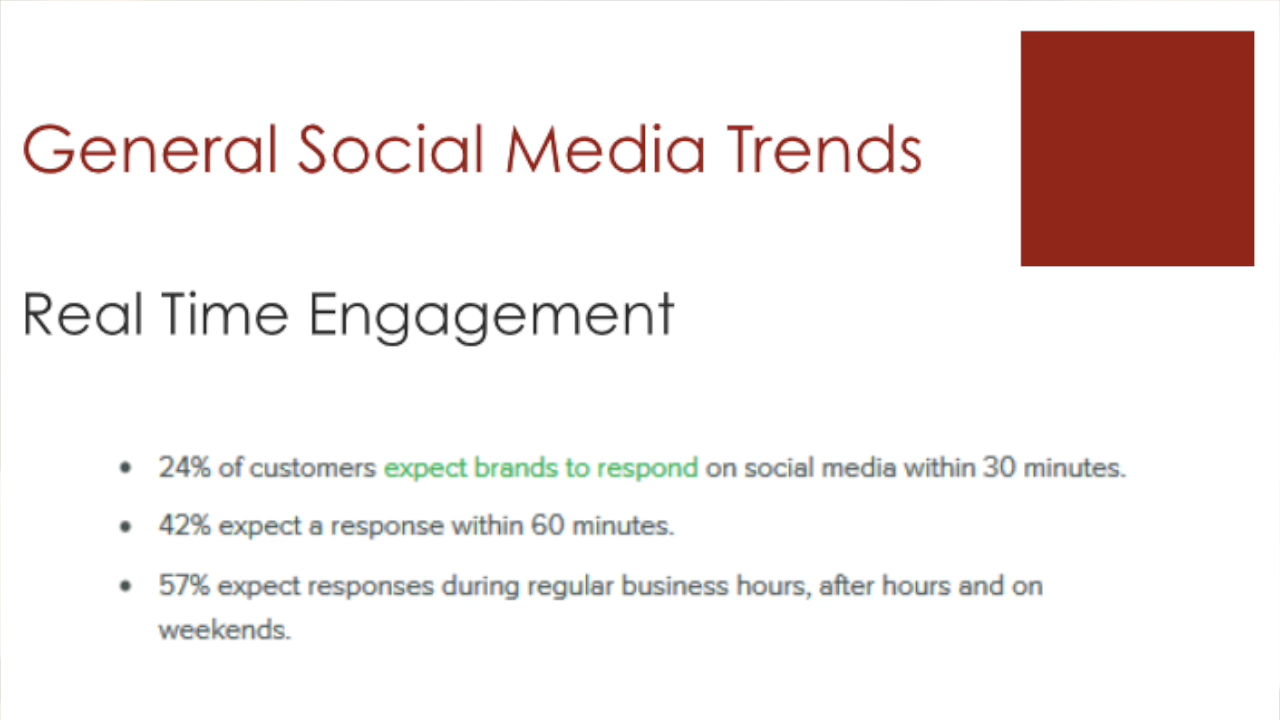 General Social Media Trends
Real Time Engagement
• 24% of customers expect brands to respond on social media within 30 minutes.
• 42% expect a response within 60 minutes.
• 57% expect responses during regular business hours, after hours and on
weekends.